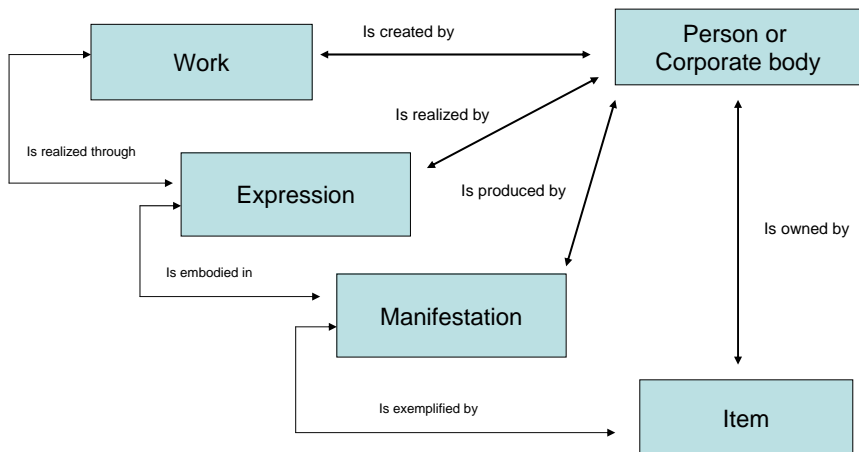 Is created by
Person or
Corporate body
Work
Is realized by
Is realized through
Expression
Is produced by
Is owned by
Is embodied in
Manifestation
Is exemplified by
Item